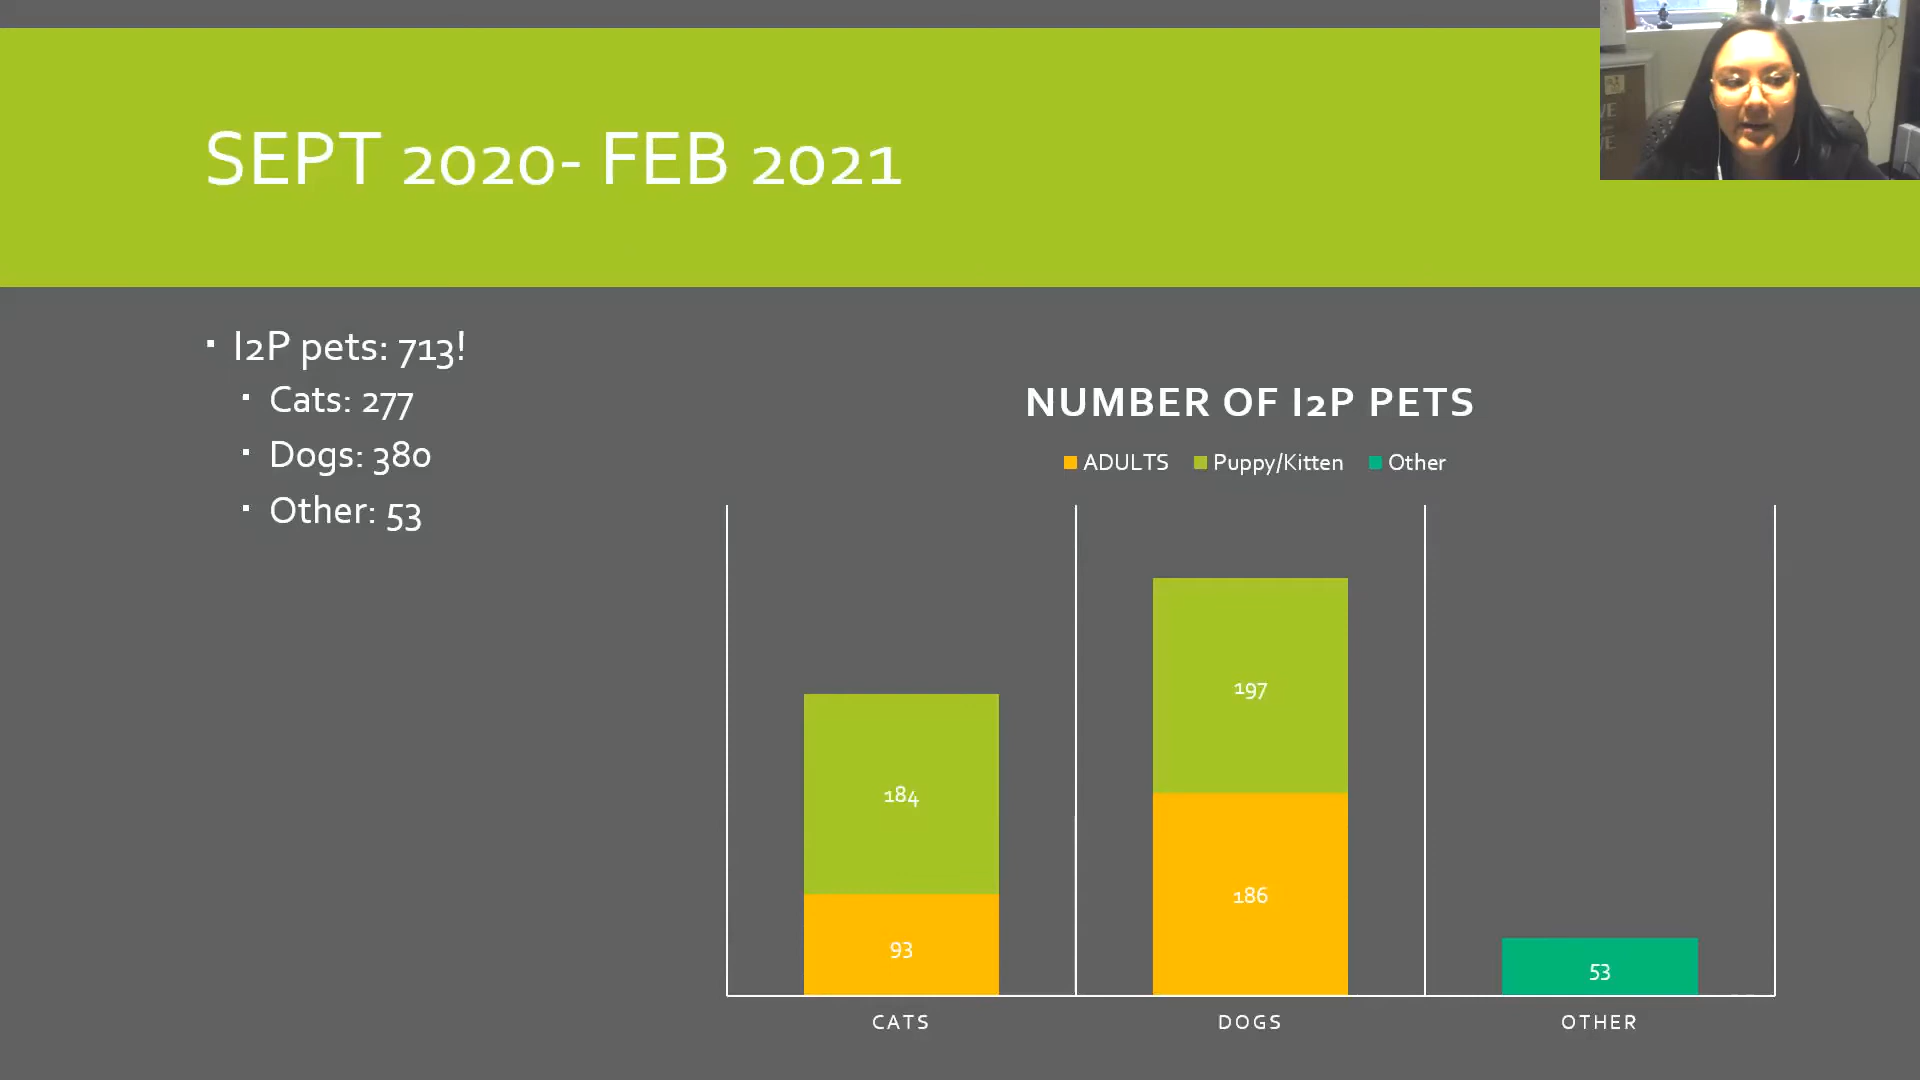 SEPT 2020- FEB 2021
▪ I2P pets: 713!
▪ Cats: 277
▪ Dogs: 380
▪ Other: 53
NUMBER OF I2P PETS
ADULTS Puppy/Kitten Other
197
184
186
93
53
CATS DOGS OTHER